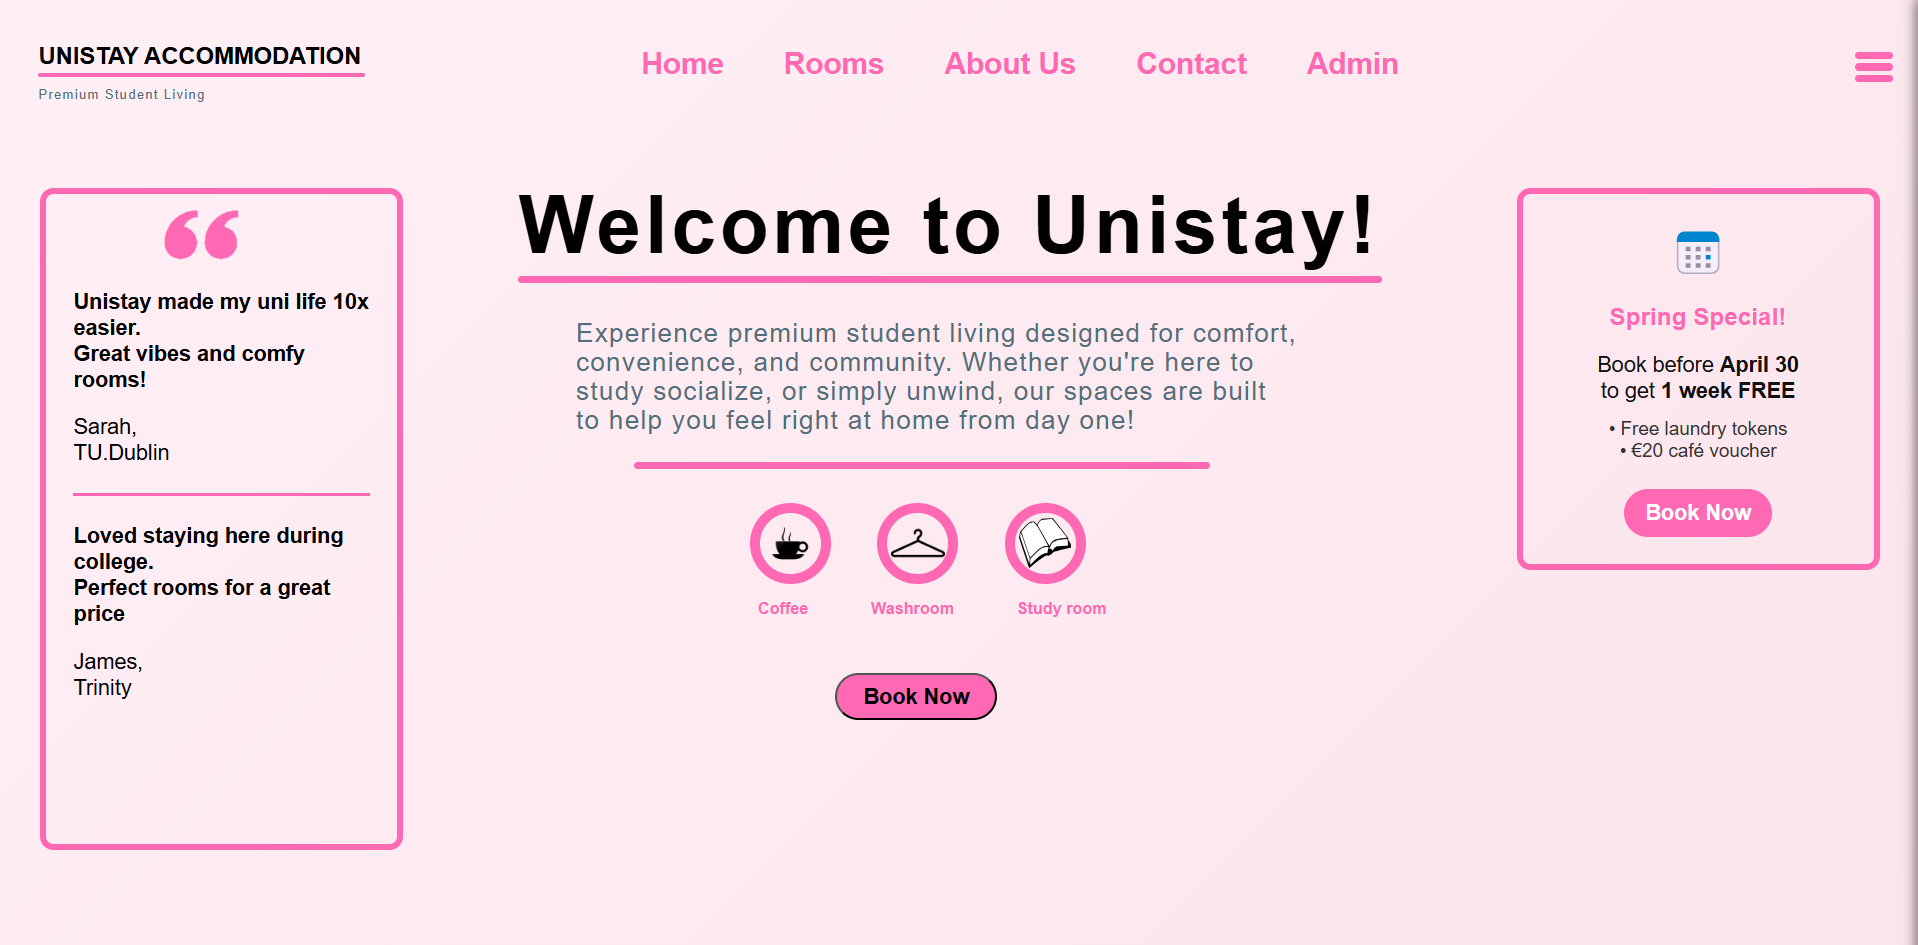 UNISTAY ACCOMMODATION
Premium Student Living
Home
Rooms
About Us
Contact
Admin
Unistay made my uni life 10x
easier.
Great vibes and comfy
rooms!
Sarah,
TU.Dublin
Loved staying here during
college.
Perfect rooms for a great
price
James,
Trinity
Welcome to Unistay!
Experience premium student living designed for comfort,
convenience, and community. Whether you're here to
study socialize, or simply unwind, our spaces are built
to help you feel right at home from day one!
Coffee
Washroom
Study room
Book Now
Spring Special!
Book before April 30
to get 1 week FREE
• Free laundry tokens
• €20 café voucher
Book Now